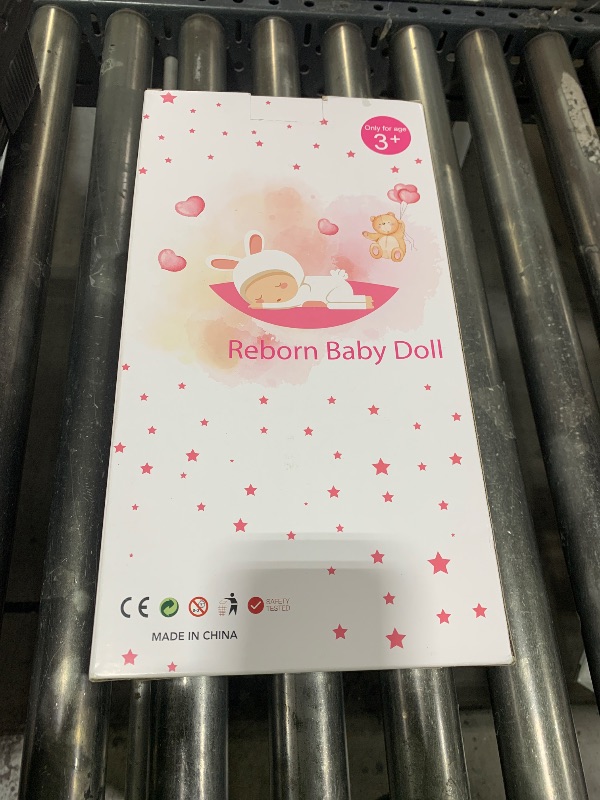 Only for age
3+
Reborn Baby Doll
CE
SAFETY
TESTED
MADE IN CHINA